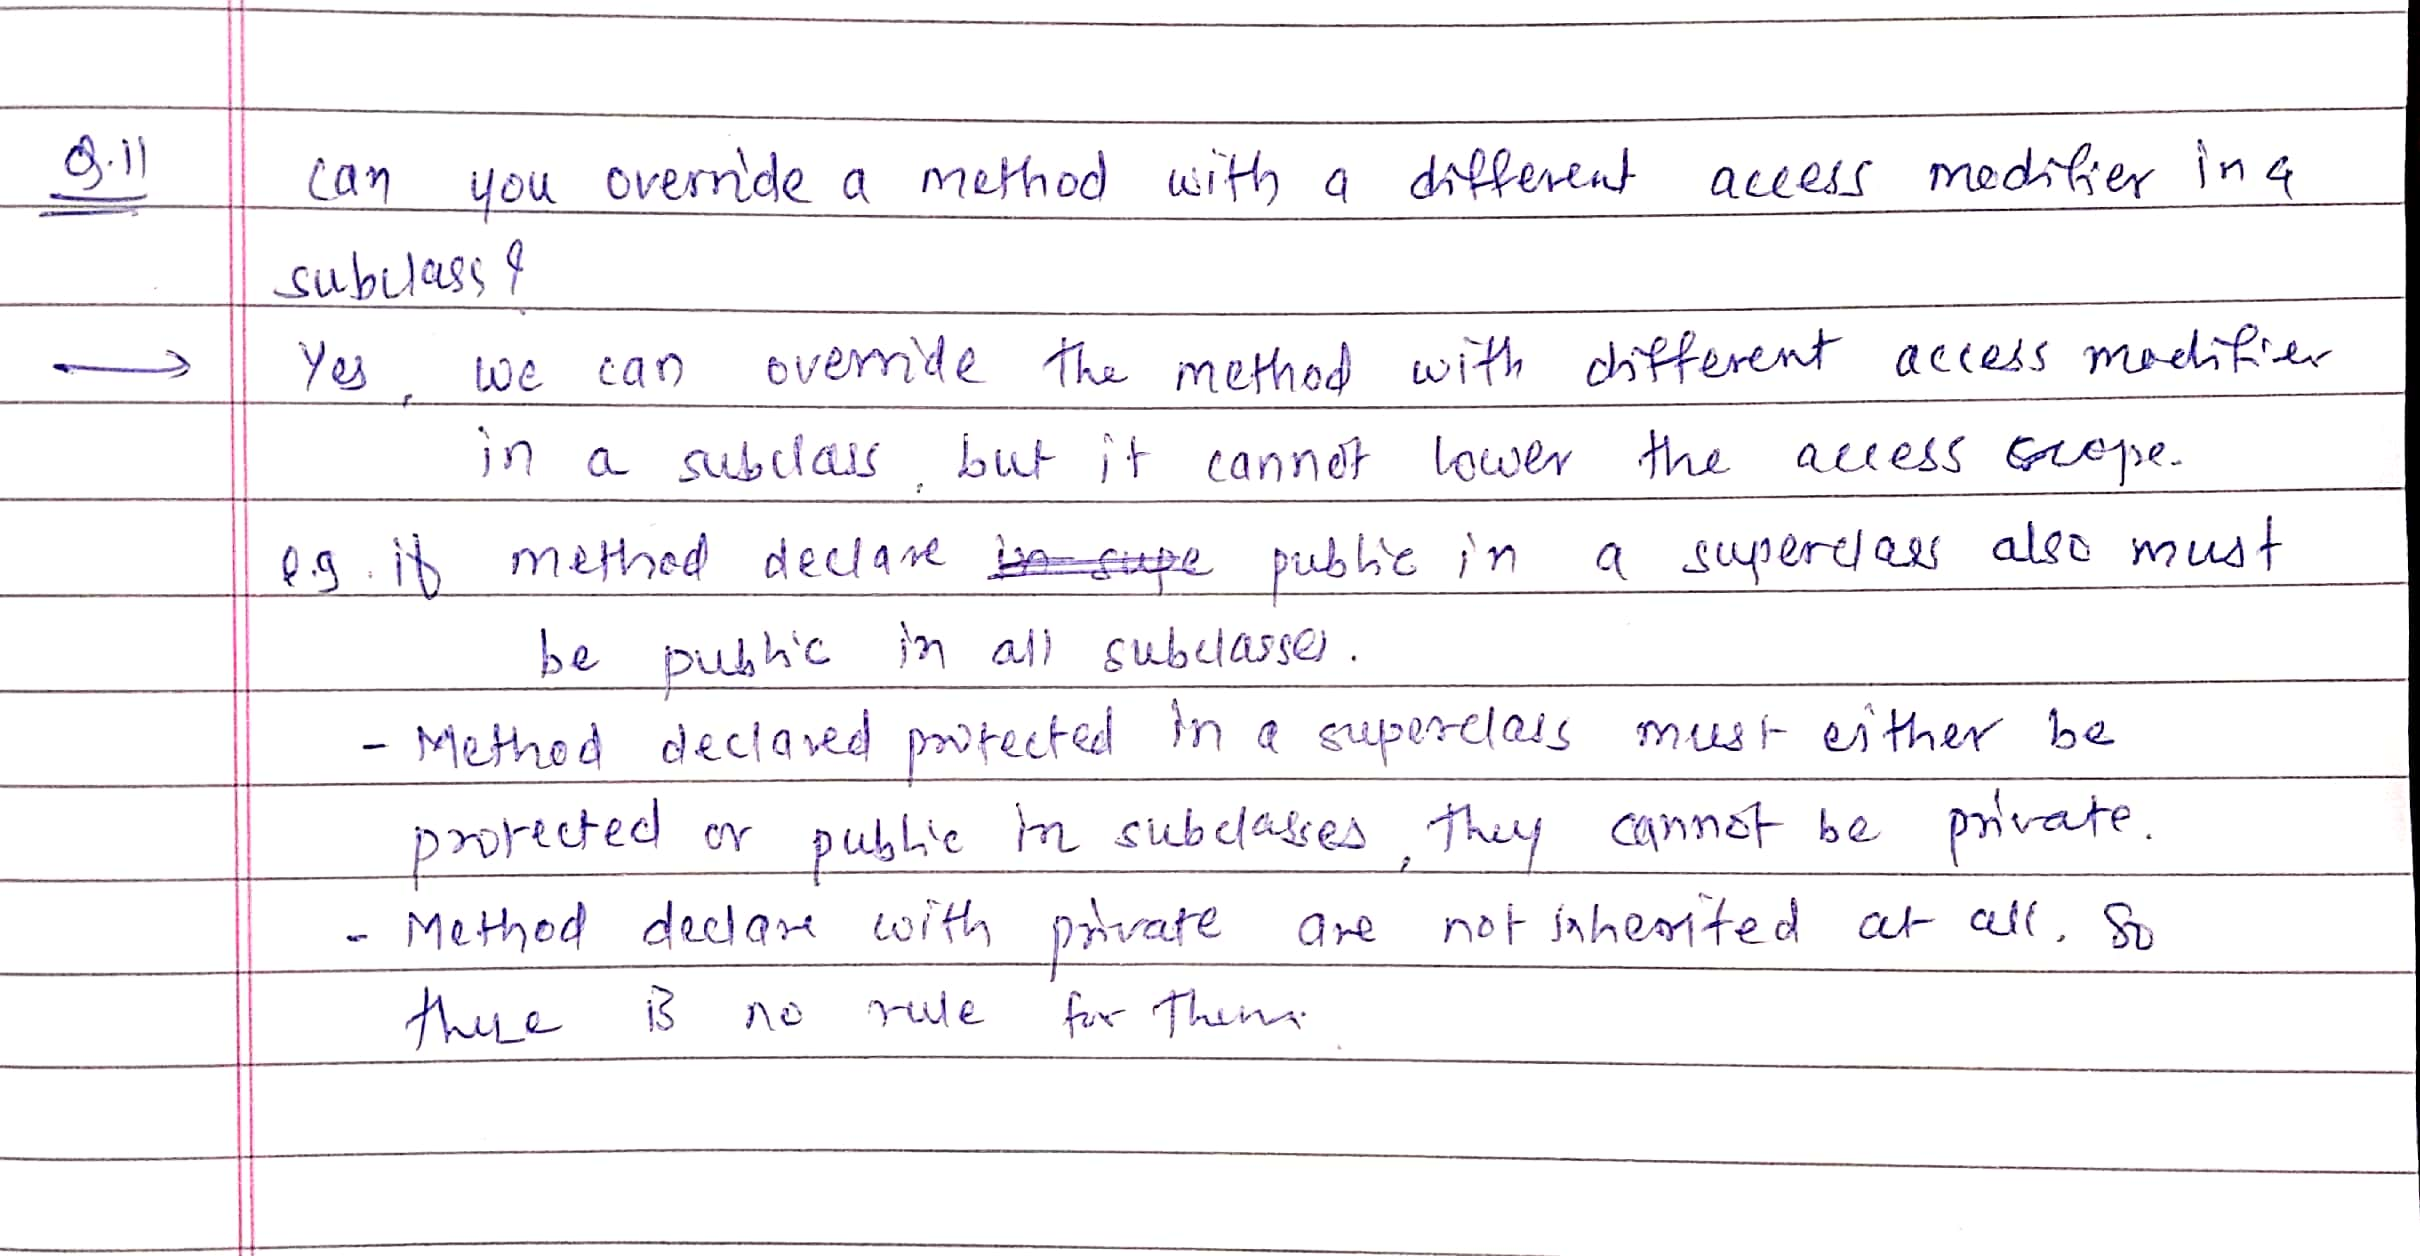 Q.11 Can you override a method with a different access modifier in a
subclass?
→ Yes, we can override the method with different access modifier
in a subclass, but it cannot lower the access scope.
e.g. if method declare in supe public in a superclass also must
be public in all subclasses.
- Method declared protected in a superclass must either be
protected or public in subclasses, they cannot be private.
- Method declare with private are not inherited at all. So
there is no rule for them.